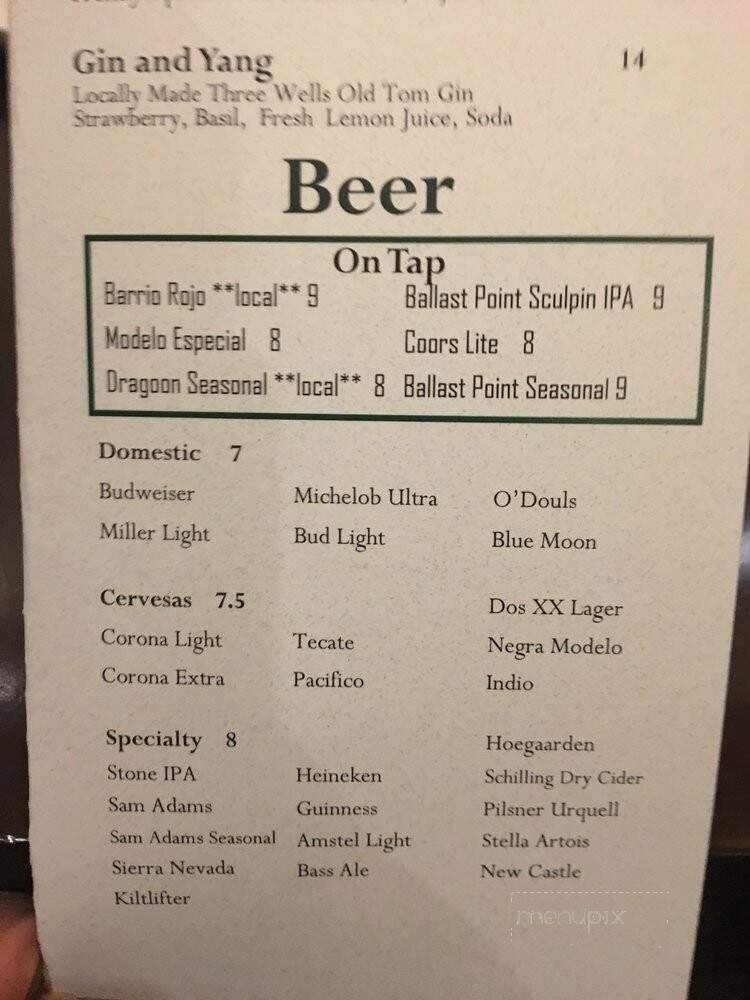 Gin and Yang 14
Locally Made Three Wells Old Tom Gin
Strawberry, Basil, Fresh Lemon Juice, Soda
Beer
On Tap
Barrio Rojo **local** 9 Ballast Point Sculpin IPA 9
Modelo Especial 8 Coors Lite 8
Dragoon Seasonal **local** 8 Ballast Point Seasonal 9
Domestic 7
Budweiser Michelob Ultra O'Douls
Miller Light Bud Light Blue Moon
Cervesas 7.5 Dos XX Lager
Corona Light Tecate Negra Modelo
Corona Extra Pacifico Indio
Specialty 8 Hoegaarden
Stone IPA Heineken Schilling Dry Cider
Sam Adams Guinness Pilsner Urquell
Sam Adams Seasonal Amstel Light Stella Artois
Sierra Nevada Bass Ale New Castle
Kiltlifter
menupix